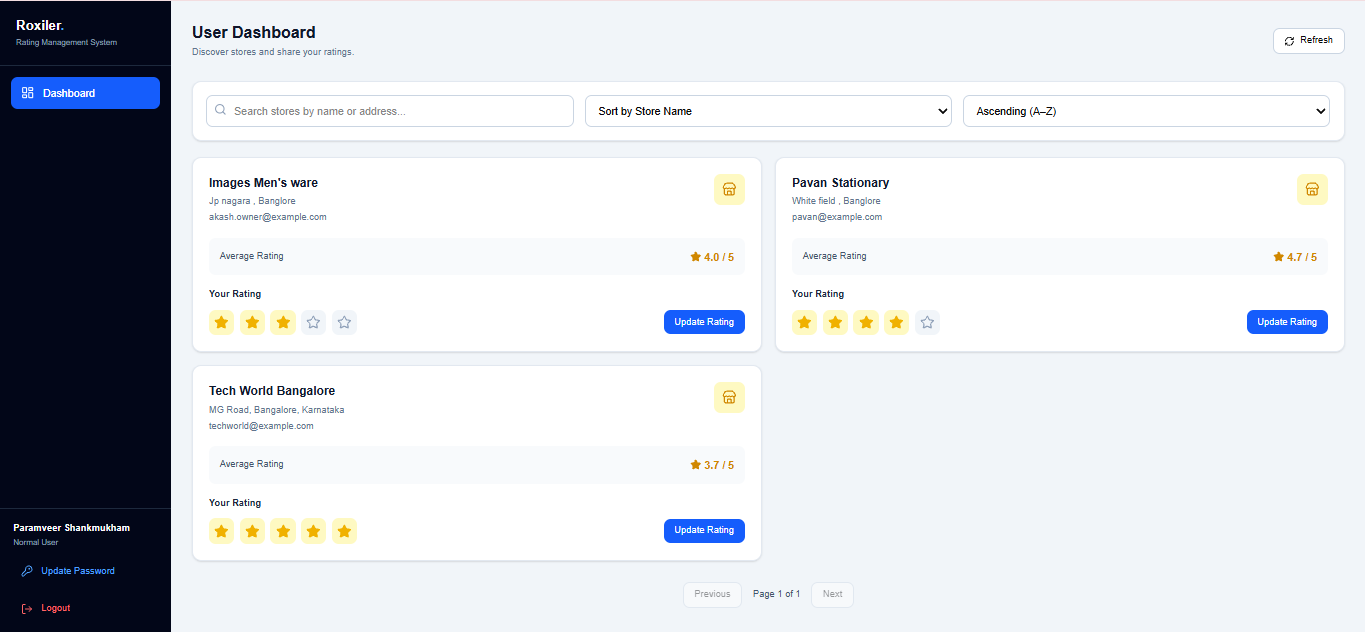 Roxiler.
Rating Management System
Dashboard
Paramveer Shankmukham
Normal User
Update Password
Logout
User Dashboard
Discover stores and share your ratings.
Refresh
Search stores by name or address...
Sort by Store Name
Ascending (A–Z)
Images Men's ware
Jp nagara , Banglore
akash.owner@example.com
Average Rating
4.0 / 5
Your Rating
Update Rating
Pavan Stationary
White field , Banglore
pavan@example.com
Average Rating
4.7 / 5
Your Rating
Update Rating
Tech World Bangalore
MG Road, Bangalore, Karnataka
techworld@example.com
Average Rating
3.7 / 5
Your Rating
Update Rating
Previous
Page 1 of 1
Next